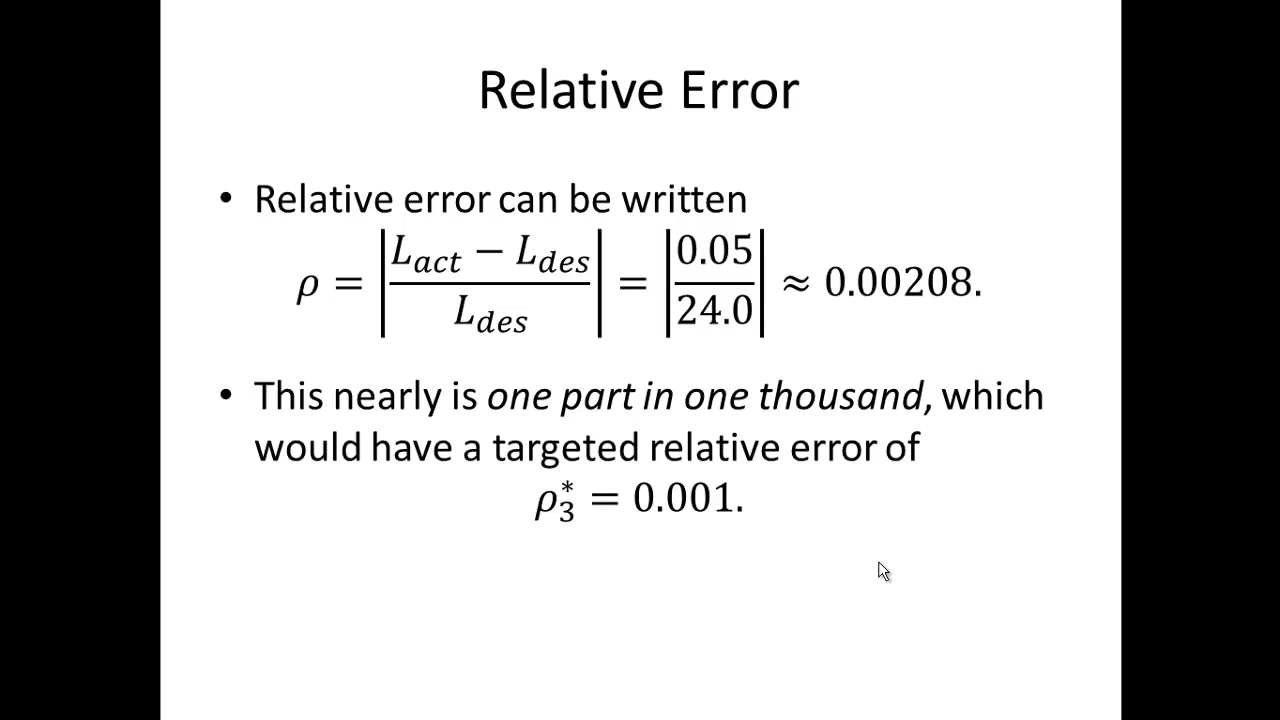 Relative Error
• Relative error can be written
ρ = |(L_act − L_des) / L_des| = |0.05 / 24.0| ≈ 0.00208.
• This nearly is one part in one thousand, which
would have a targeted relative error of
ρ₃* = 0.001.